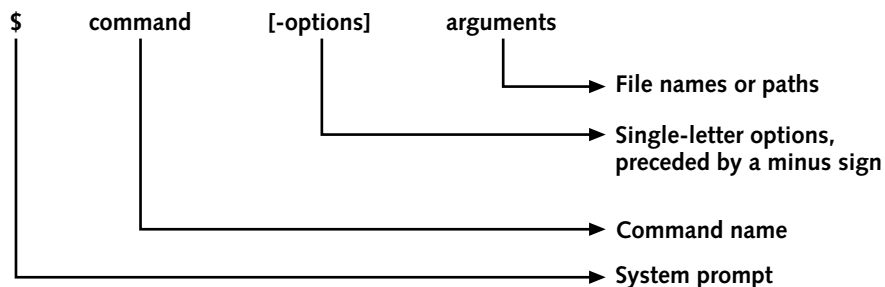 $ command [-options] arguments
File names or paths
Single-letter options,
preceded by a minus sign
Command name
System prompt